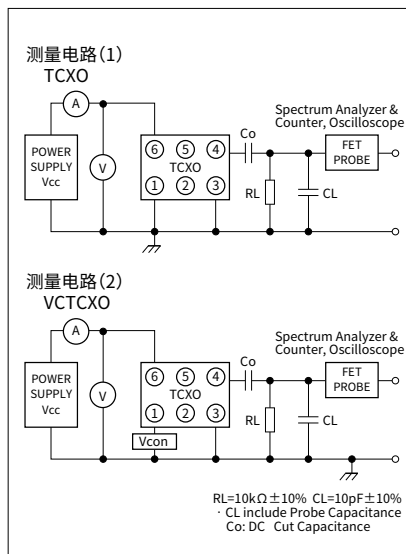 测量电路(1)
TCXO
A
POWER
SUPPLY
Vcc
V
⑥ ⑤ ④
TCXO
① ② ③
Co
RL
CL
Spectrum Analyzer &
Counter, Oscilloscope
FET
PROBE
测量电路(2)
VCTCXO
A
POWER
SUPPLY
Vcc
V
⑥ ⑤ ④
TCXO
① ② ③
Vcon
Co
RL
CL
Spectrum Analyzer &
Counter, Oscilloscope
FET
PROBE
RL=10kΩ±10% CL=10pF±10%
· CL include Probe Capacitance
Co: DC Cut Capacitance